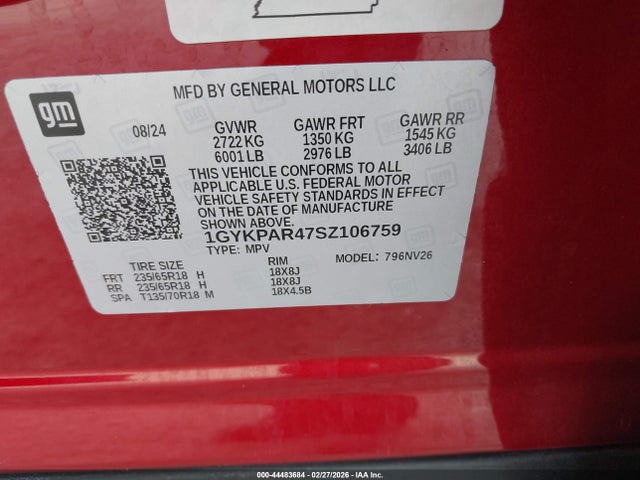 MFD BY GENERAL MOTORS LLC
gm
08/24 GVWR GAWR FRT GAWR RR
2722 KG 1350 KG 1545 KG
6001 LB 2976 LB 3406 LB
THIS VEHICLE CONFORMS TO ALL
APPLICABLE U.S. FEDERAL MOTOR
VEHICLE SAFETY STANDARDS IN EFFECT
ON THE DATE OF MANUFACTURE
SHOWN ABOVE.
1GYKPAR47SZ106759
TYPE: MPV MODEL: 796NV26
TIRE SIZE RIM
FRT 235/65R18 H 18X8J
RR 235/65R18 H 18X8J
SPA T135/70R18 M 18X4.5B
000-44483684 | 02/27/2026 - IAA Inc.